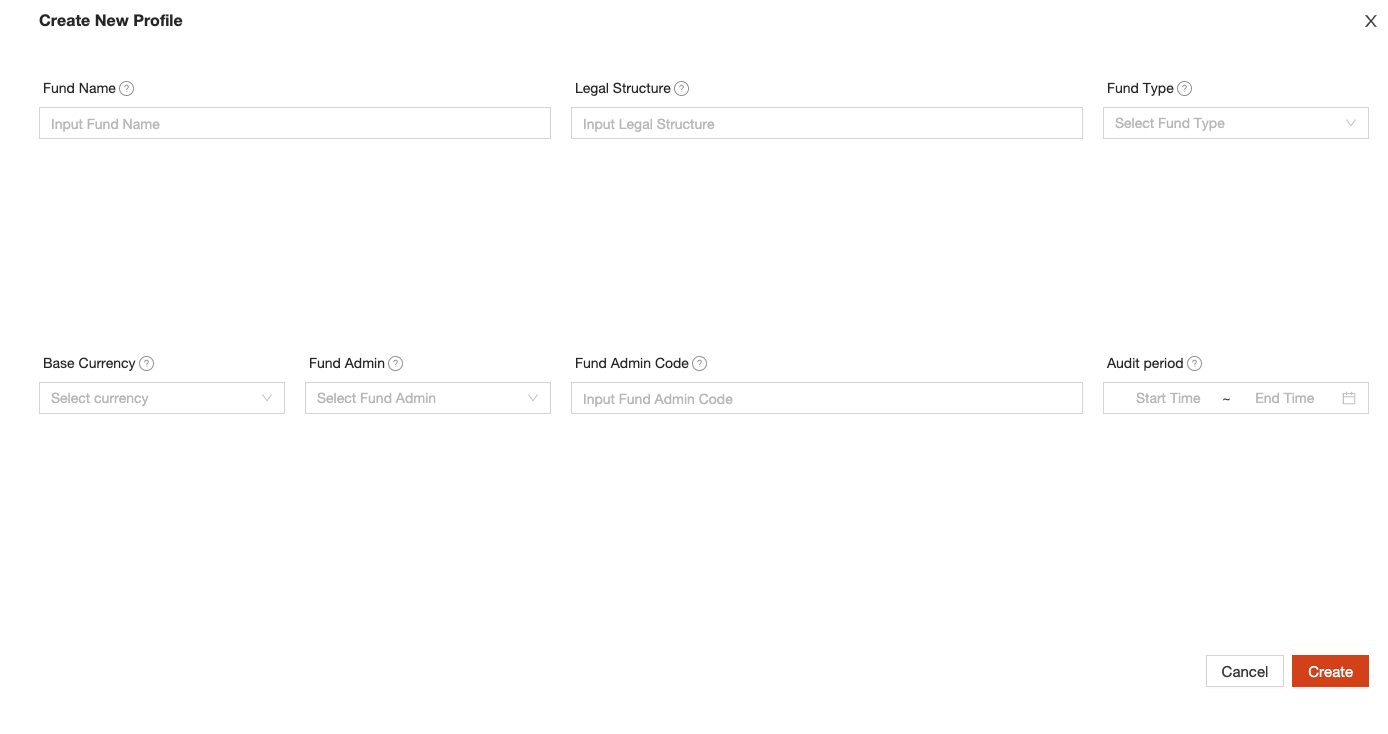 Create New Profile X
Fund Name ? Legal Structure ? Fund Type ?
Input Fund Name Input Legal Structure Select Fund Type
Base Currency ? Fund Admin ? Fund Admin Code ? Audit period ?
Select currency Select Fund Admin Input Fund Admin Code Start Time ~ End Time
Cancel Create